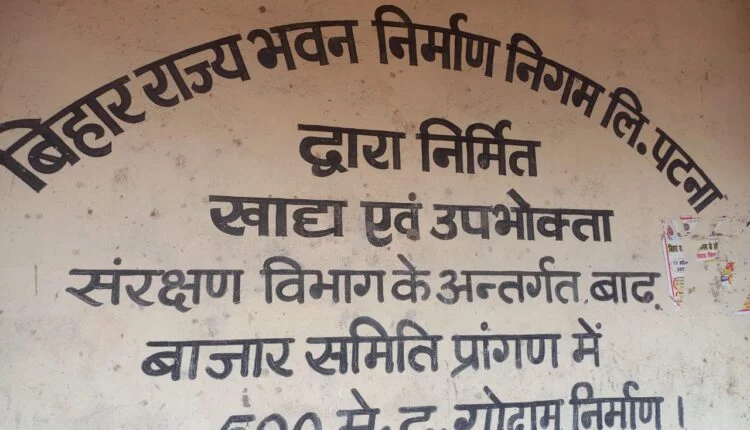 बिहार राज्य भवन निर्माण निगम लि. पटना
द्वारा निर्मित
खाद्य एवं उपभोक्ता
संरक्षण विभाग के अन्तर्गत, बाढ़
बाजार समिति प्रांगण में
मे. ट. गोदाम निर्माण।